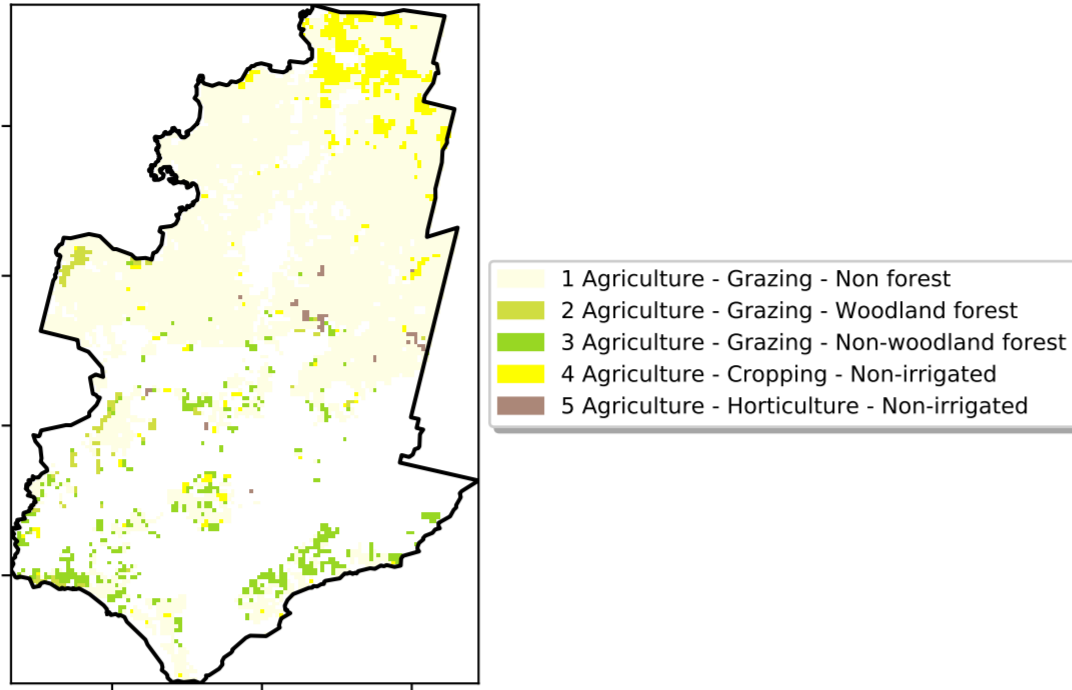 1 Agriculture - Grazing - Non forest
2 Agriculture - Grazing - Woodland forest
3 Agriculture - Grazing - Non-woodland forest
4 Agriculture - Cropping - Non-irrigated
5 Agriculture - Horticulture - Non-irrigated